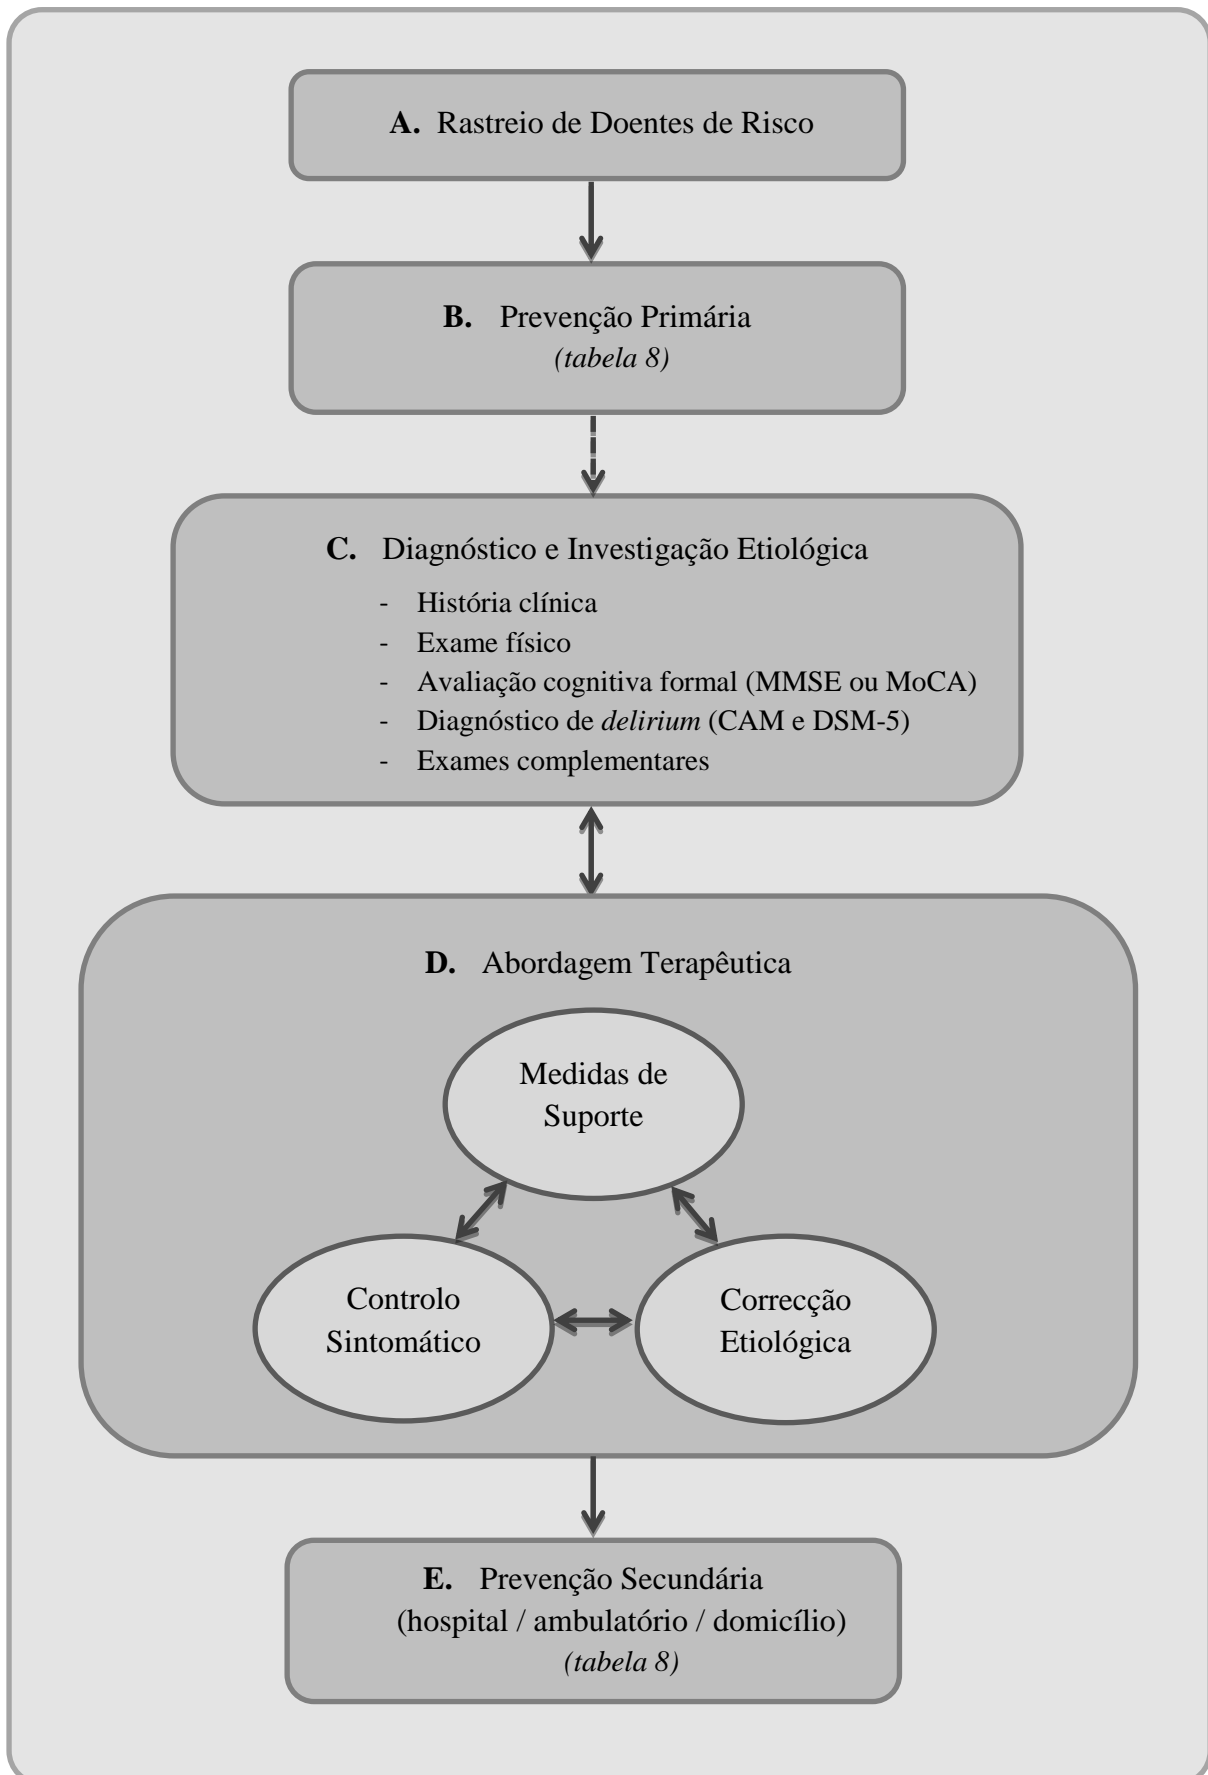 A. Rastreio de Doentes de Risco
B. Prevenção Primária
(tabela 8)
C. Diagnóstico e Investigação Etiológica
- História clínica
- Exame físico
- Avaliação cognitiva formal (MMSE ou MoCA)
- Diagnóstico de delirium (CAM e DSM-5)
- Exames complementares
D. Abordagem Terapêutica
Medidas de
Suporte
Controlo
Sintomático
Correcção
Etiológica
E. Prevenção Secundária
(hospital / ambulatório / domicílio)
(tabela 8)